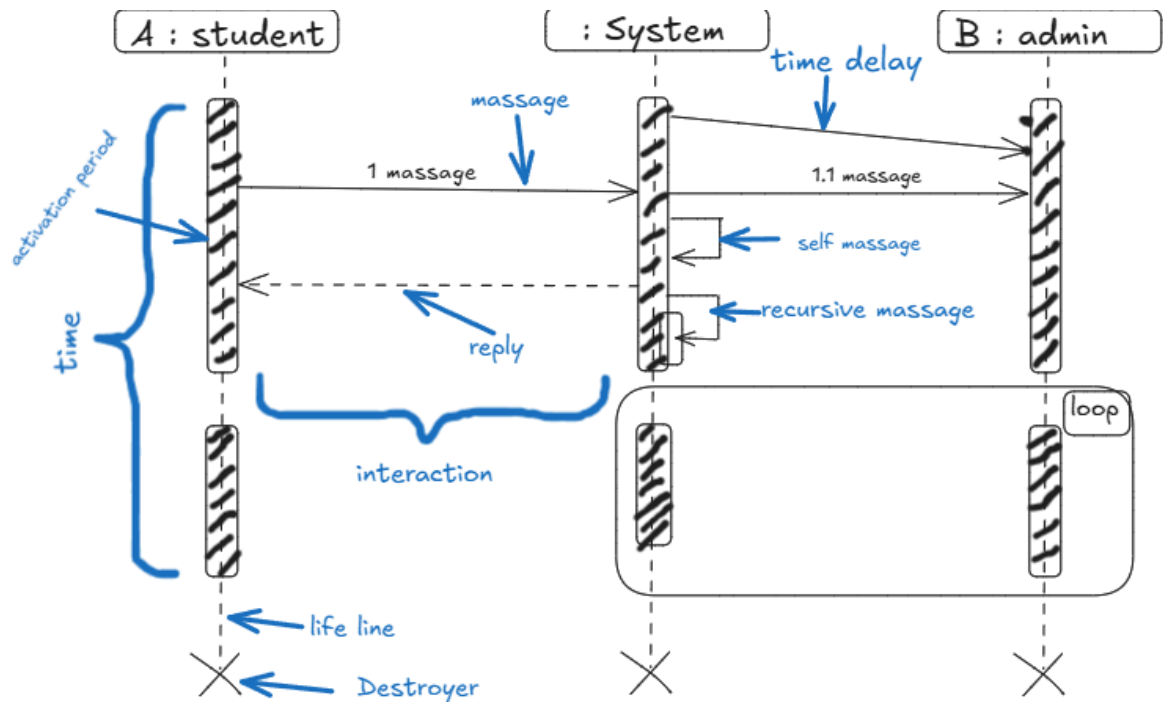 A : student
: System
B : admin
time delay
massage
activation period
1 massage
1.1 massage
self massage
recursive massage
reply
time
loop
interaction
life line
Destroyer